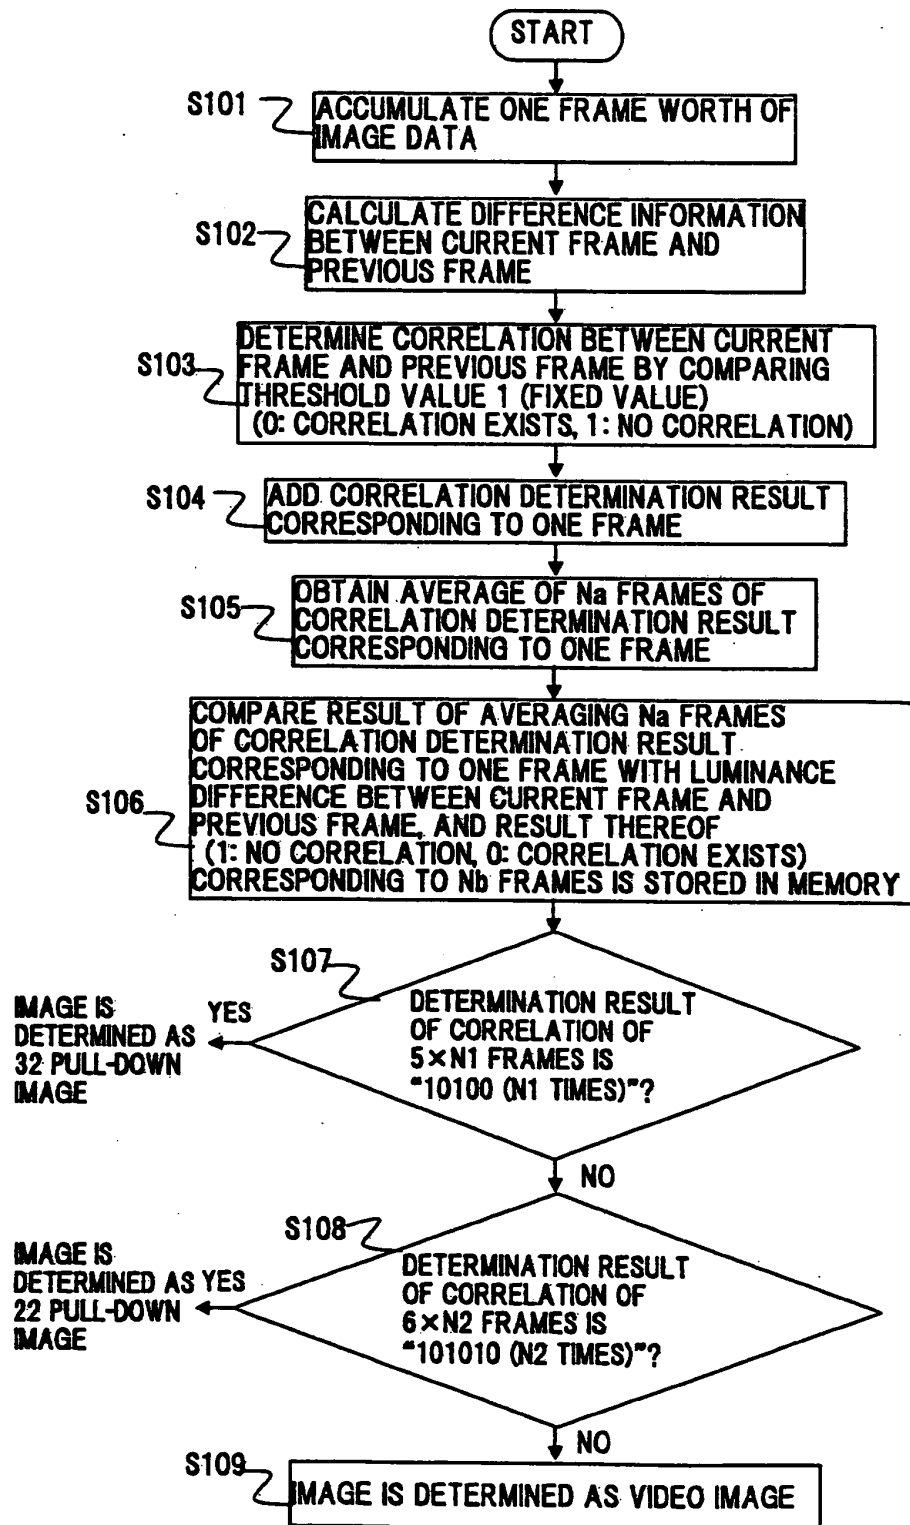 START
S101
ACCUMULATE ONE FRAME WORTH OF
IMAGE DATA
S102
CALCULATE DIFFERENCE INFORMATION
BETWEEN CURRENT FRAME AND
PREVIOUS FRAME
S103
DETERMINE CORRELATION BETWEEN CURRENT
FRAME AND PREVIOUS FRAME BY COMPARING
THRESHOLD VALUE 1 (FIXED VALUE)
(0: CORRELATION EXISTS, 1: NO CORRELATION)
S104
ADD CORRELATION DETERMINATION RESULT
CORRESPONDING TO ONE FRAME
S105
OBTAIN AVERAGE OF Na FRAMES OF
CORRELATION DETERMINATION RESULT
CORRESPONDING TO ONE FRAME
S106
COMPARE RESULT OF AVERAGING Na FRAMES
OF CORRELATION DETERMINATION RESULT
CORRESPONDING TO ONE FRAME WITH LUMINANCE
DIFFERENCE BETWEEN CURRENT FRAME AND
PREVIOUS FRAME, AND RESULT THEREOF
(1: NO CORRELATION, 0: CORRELATION EXISTS)
CORRESPONDING TO Nb FRAMES IS STORED IN MEMORY
S107
DETERMINATION RESULT
OF CORRELATION OF
5×N1 FRAMES IS
"10100 (N1 TIMES)"?
YES
IMAGE IS
DETERMINED AS
32 PULL-DOWN
IMAGE
NO
S108
DETERMINATION RESULT
OF CORRELATION OF
6×N2 FRAMES IS
"101010 (N2 TIMES)"?
YES
IMAGE IS
DETERMINED AS
22 PULL-DOWN
IMAGE
NO
S109
IMAGE IS DETERMINED AS VIDEO IMAGE